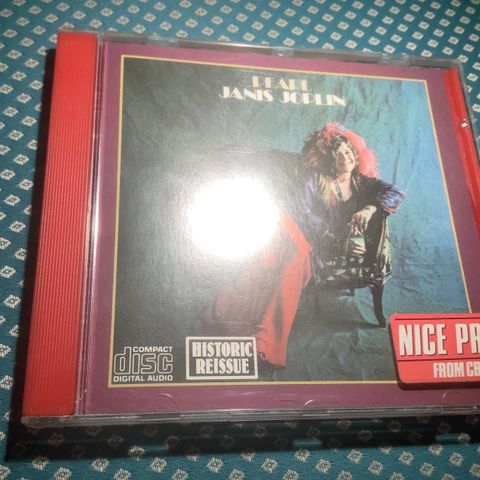 PEARL
JANIS JOPLIN
COMPACT
disc
DIGITAL AUDIO
HISTORIC
REISSUE
NICE PR
FROM CB